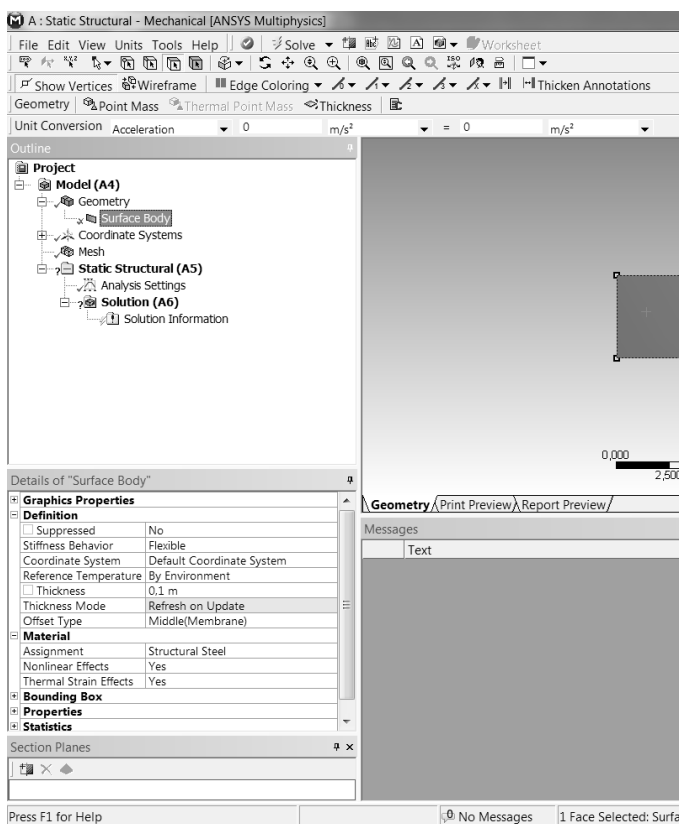 A : Static Structural - Mechanical [ANSYS Multiphysics]
File Edit View Units Tools Help Solve Worksheet
Show Vertices Wireframe Edge Coloring Thicken Annotations
Geometry Point Mass Thermal Point Mass Thickness
Unit Conversion Acceleration 0 m/s² = 0 m/s²
Outline
Project
Model (A4)
Geometry
Surface Body
Coordinate Systems
Mesh
Static Structural (A5)
Analysis Settings
Solution (A6)
Solution Information
0,000
2,500
Details of "Surface Body"
Graphics Properties
Definition
Suppressed No
Stiffness Behavior Flexible
Coordinate System Default Coordinate System
Reference Temperature By Environment
Thickness 0,1 m
Thickness Mode Refresh on Update
Offset Type Middle(Membrane)
Material
Assignment Structural Steel
Nonlinear Effects Yes
Thermal Strain Effects Yes
Bounding Box
Properties
Statistics
Geometry Print Preview Report Preview
Messages
Text
Section Planes
Press F1 for Help No Messages 1 Face Selected: Surfa